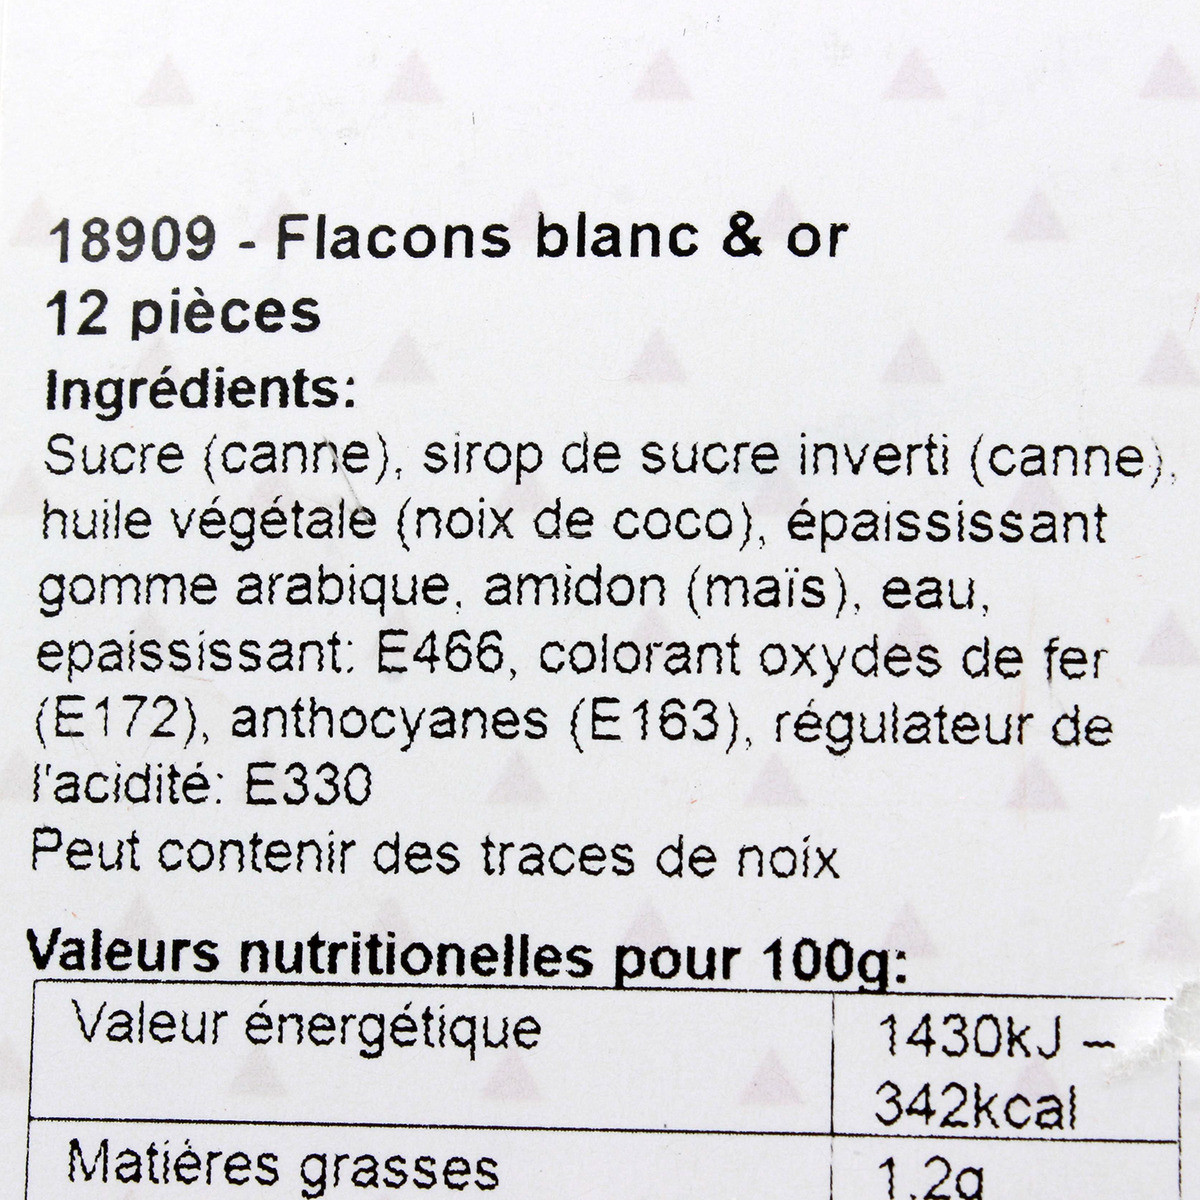 18909 - Flacons blanc & or
12 pièces
Ingrédients:
Sucre (canne), sirop de sucre inverti (canne),
huile végétale (noix de coco), épaississant
gomme arabique, amidon (maïs), eau,
epaississant: E466, colorant oxydes de fer
(E172), anthocyanes (E163), régulateur de
l'acidité: E330
Peut contenir des traces de noix
Valeurs nutritionelles pour 100g:
Valeur énergétique 1430kJ –
342kcal
Matières grasses 1.2g